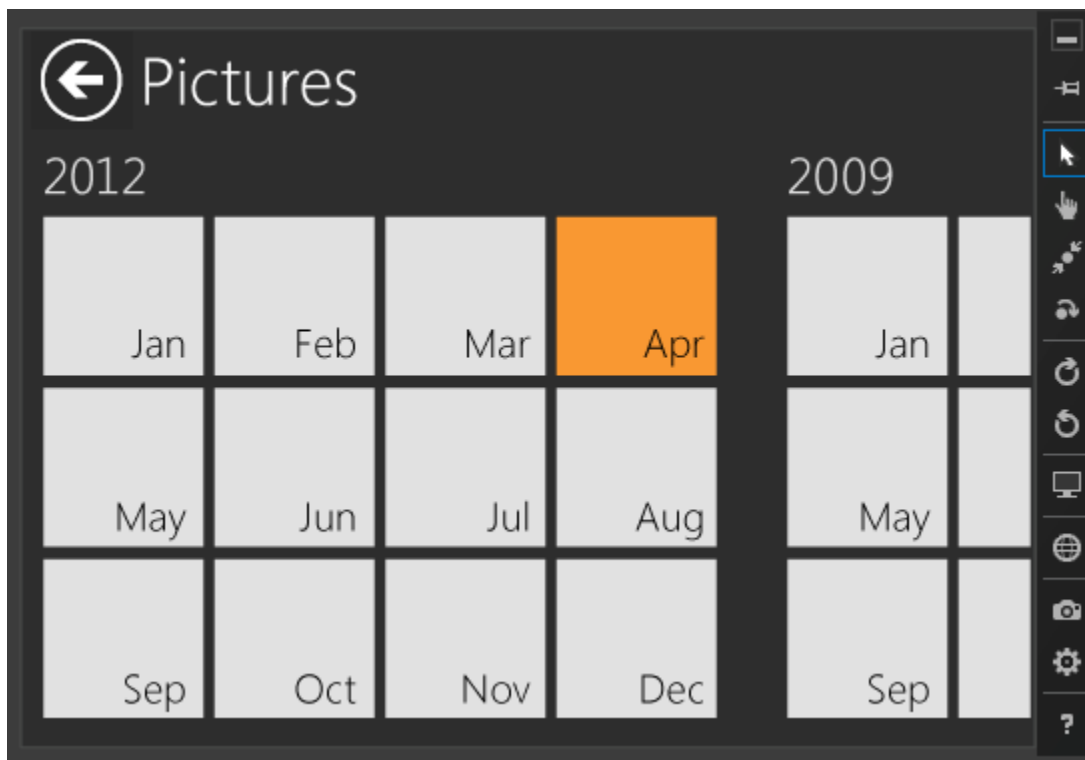 Pictures
2012
2009
Jan
Feb
Mar
Apr
Jan
May
Jun
Jul
Aug
May
Sep
Oct
Nov
Dec
Sep
?